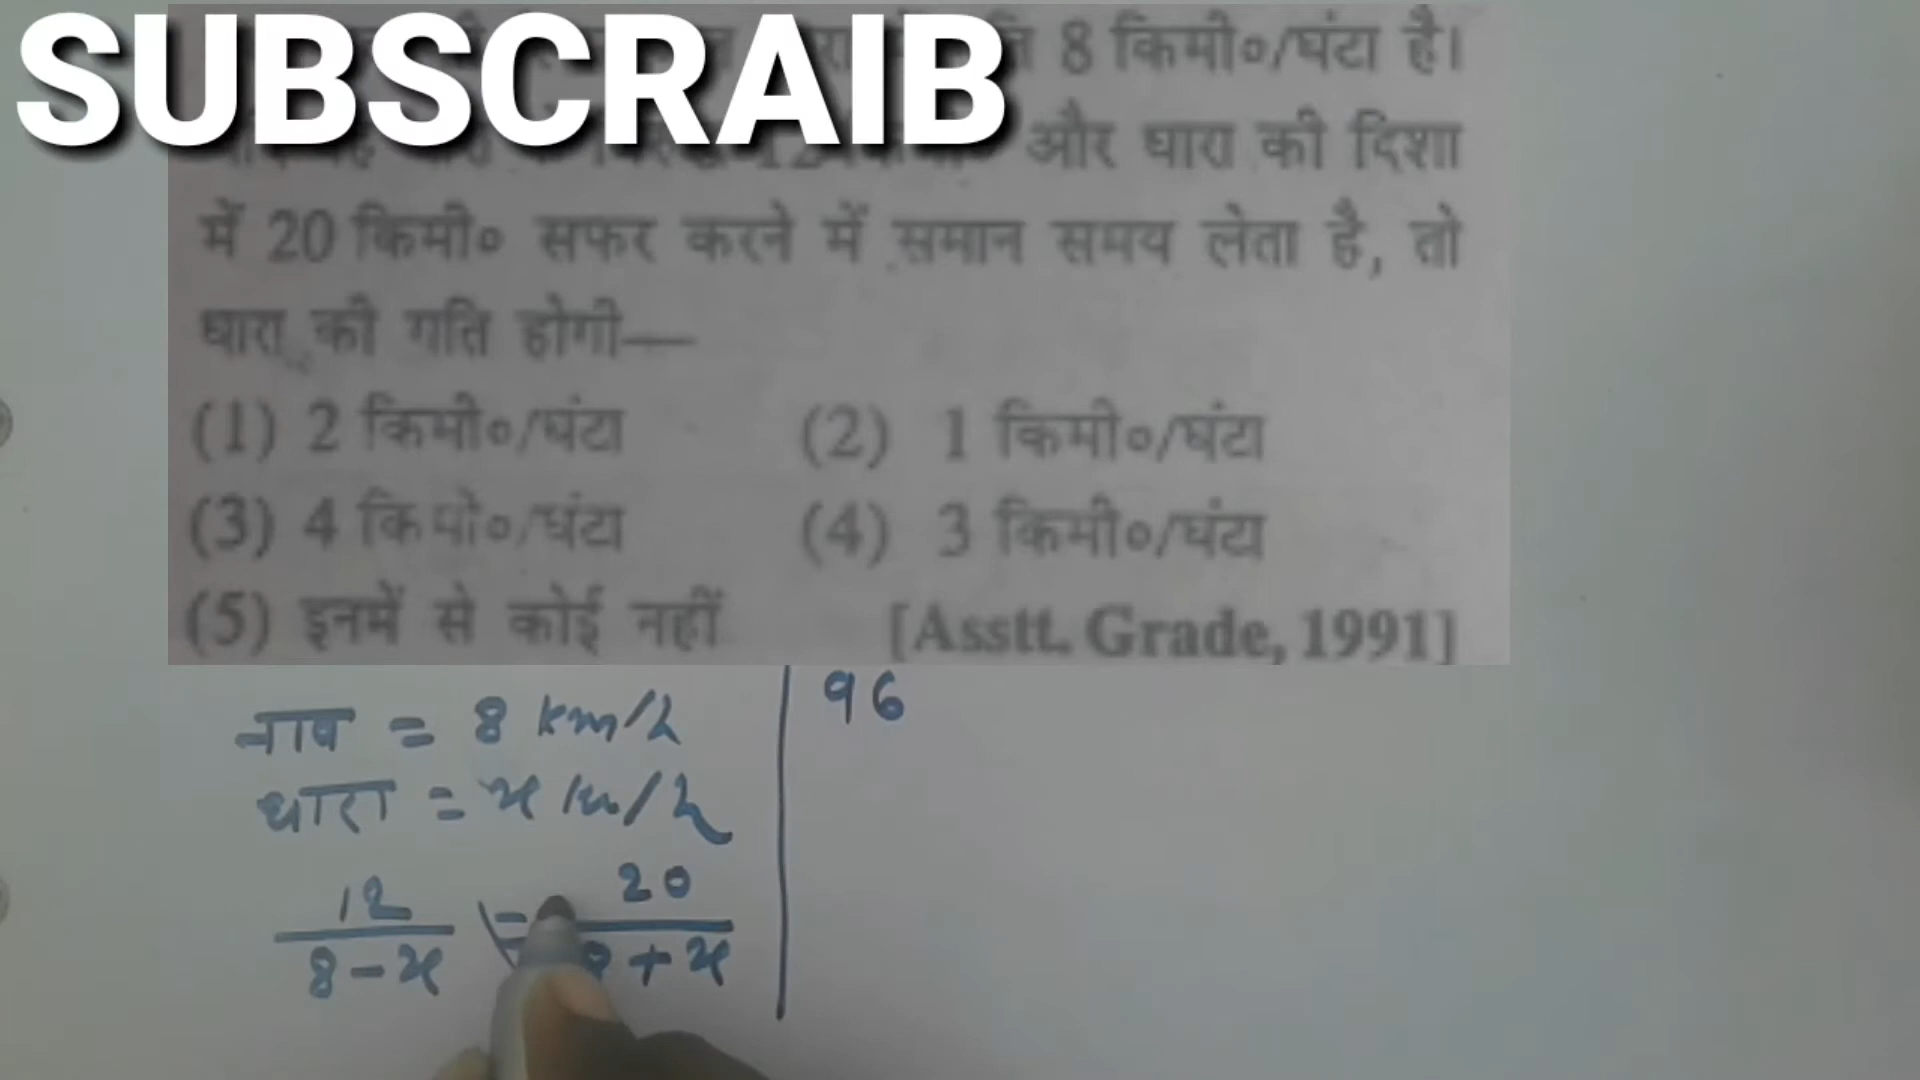 SUBSCRAIB
8 किमी०/घंटा है।
और धारा की दिशा
में 20 किमी० सफर करने में समान समय लेता है, तो
धारा की गति होगी—
(1) 2 किमी०/घंटा (2) 1 किमी०/घंटा
(3) 4 किमी०/घंटा (4) 3 किमी०/घंटा
(5) इनमें से कोई नहीं [Asstt. Grade, 1991]
नाव = 8 km/h
धारा = x km/h
12 = 20
8 - x + x
96